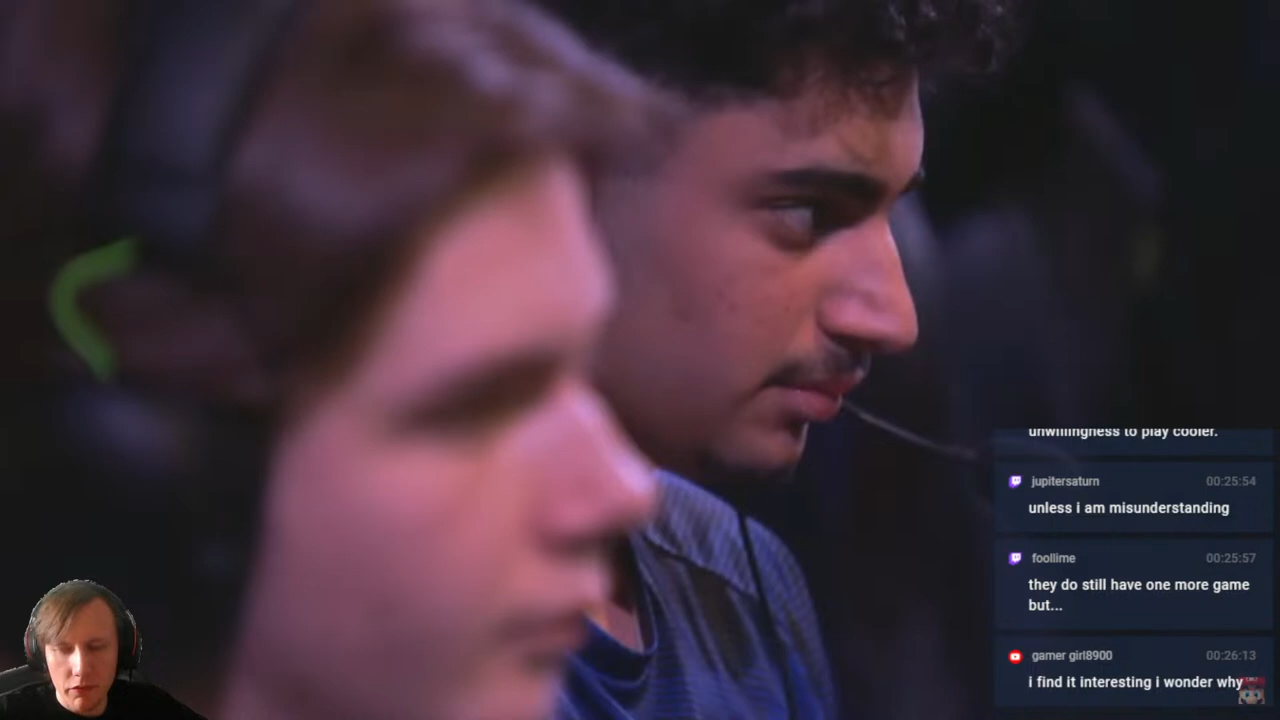 unwillingness to play cooler.
jupitersaturn 00:25:54
unless i am misunderstanding
foollime 00:25:57
they do still have one more game
but...
gamer girl8900 00:26:13
i find it interesting i wonder why